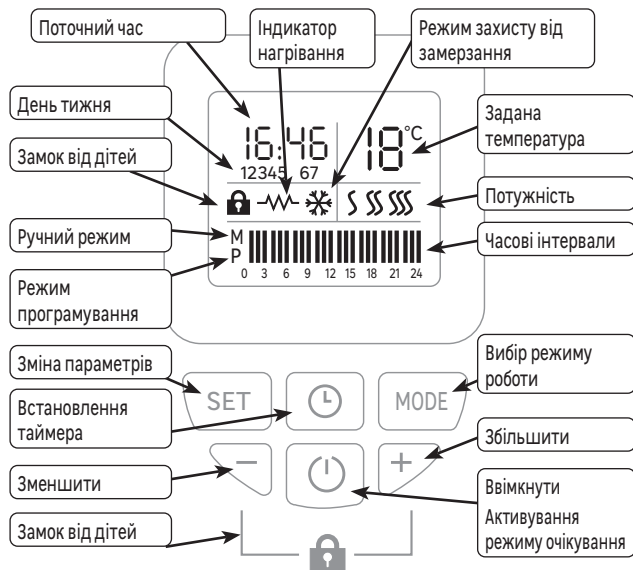 Поточний час
Індикатор
нагрівання
Режим захисту від
замерзання
День тижня
Замок від дітей
16:46
18°C
12345 67
Задана
температура
Потужність
Ручний режим
M
P
Часові інтервали
0 3 6 9 12 15 18 21 24
Режим
програмування
Зміна параметрів
SET
MODE
Вибір режиму
роботи
Встановлення
таймера
Збільшити
Зменшити
− +
Ввімкнути
Активування
режиму очікування
Замок від дітей